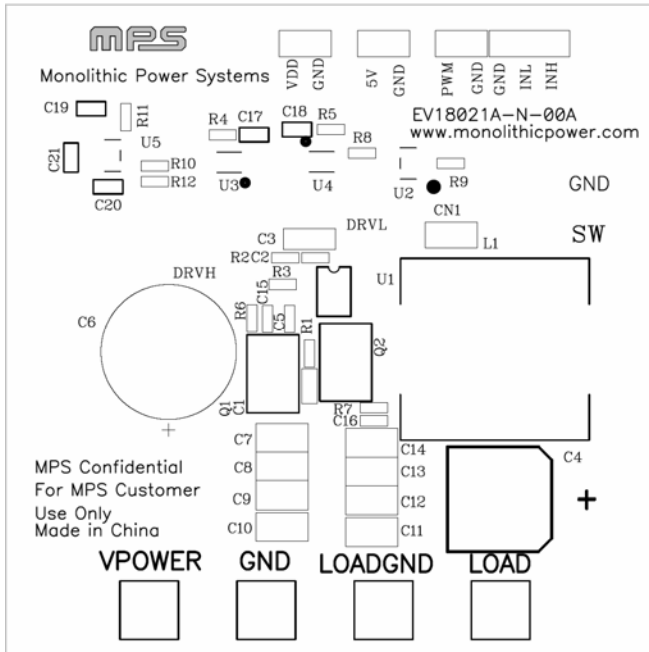 mps
Monolithic Power Systems
VDD
GND
5V
GND
PWM
GND
GND
INL
INH
EV18021A-N-00A
www.monolithicpower.com
C19
R11
R4
C17
C18
R5
U5
R8
C21
R10
R12
U3
U4
U2
R9
C20
GND
CN1
DRVL
C3
L1
SW
R2
C2
DRVH
R3
U1
C15
C6
R6
C5
R1
Q2
Q1
C1
R7
C16
C7
C14
C8
C13
C4
C9
C12
C10
C11
+
+
MPS Confidential
For MPS Customer
Use Only
Made in China
VPOWER
GND
LOADGND
LOAD